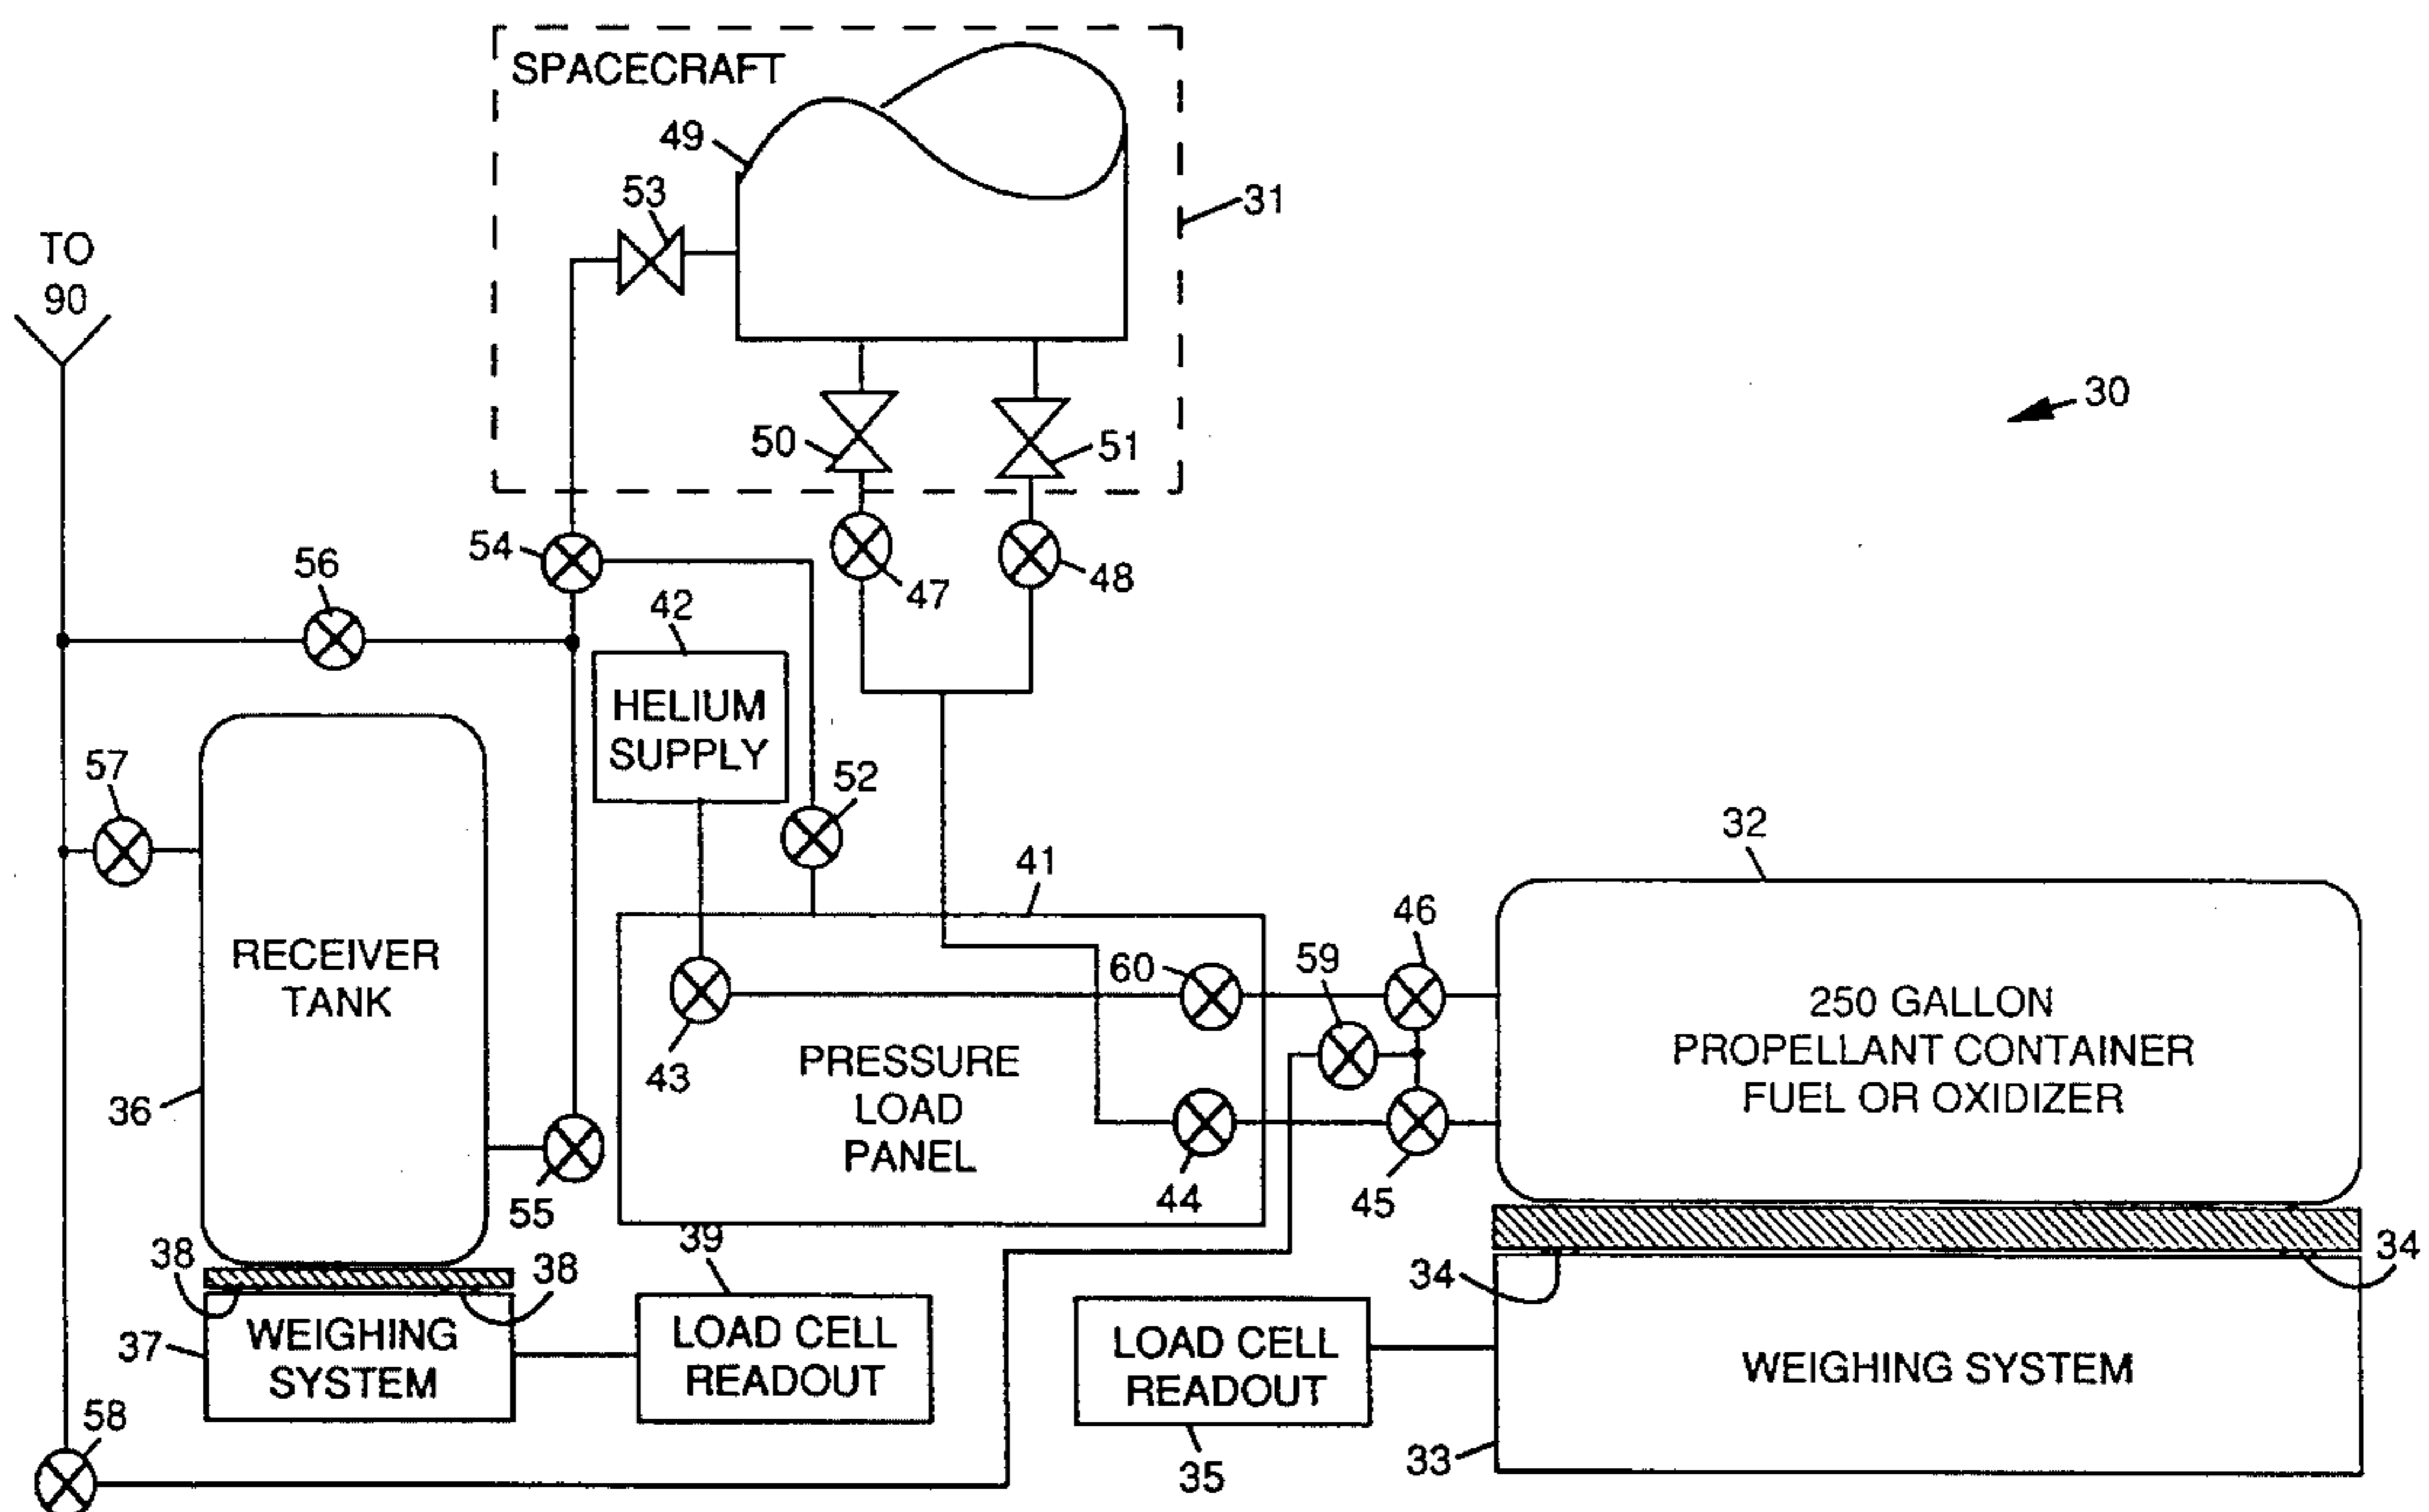 SPACECRAFT
49
53
31
TO
90
30
50
51
54
47
48
56
42
HELIUM
SUPPLY
57
52
41
32
46
59
60
RECEIVER
TANK
43
PRESSURE
LOAD
PANEL
250 GALLON
PROPELLANT CONTAINER
FUEL OR OXIDIZER
36
55
44
45
39
38
38
34
34
37
WEIGHING
SYSTEM
LOAD CELL
READOUT
LOAD CELL
READOUT
WEIGHING SYSTEM
58
35
33